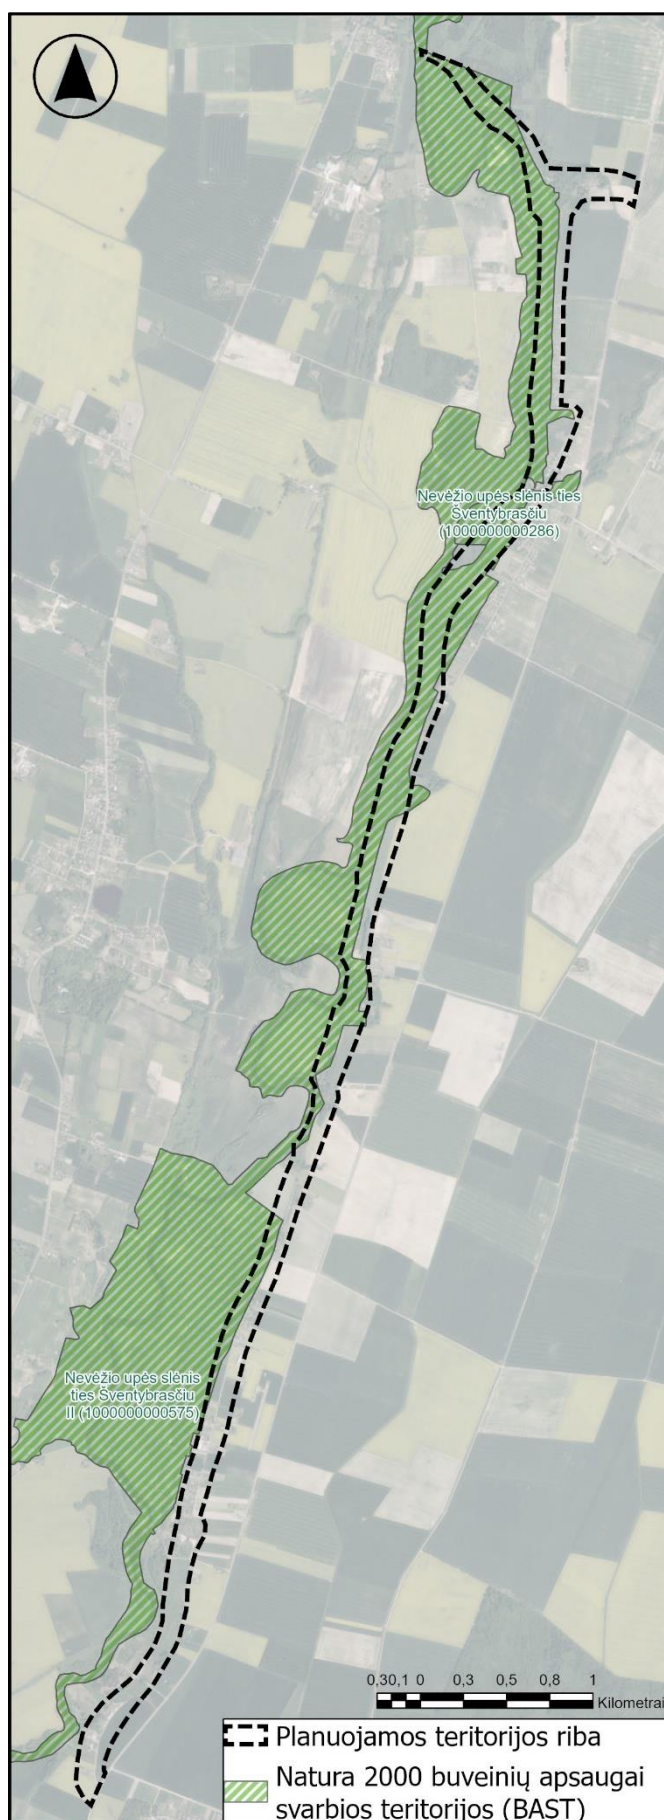 Nevėžio upės slėnis ties
Šventybrasčiu
(1000000000286)
Nevėžio upės slėnis
ties Šventybrasčiu
II (1000000000575)
0,30,1 0 0,3 0,5 0,8 1
Kilometrai
Planuojamos teritorijos riba
Natura 2000 buveinių apsaugai
svarbios teritorijos (BAST)